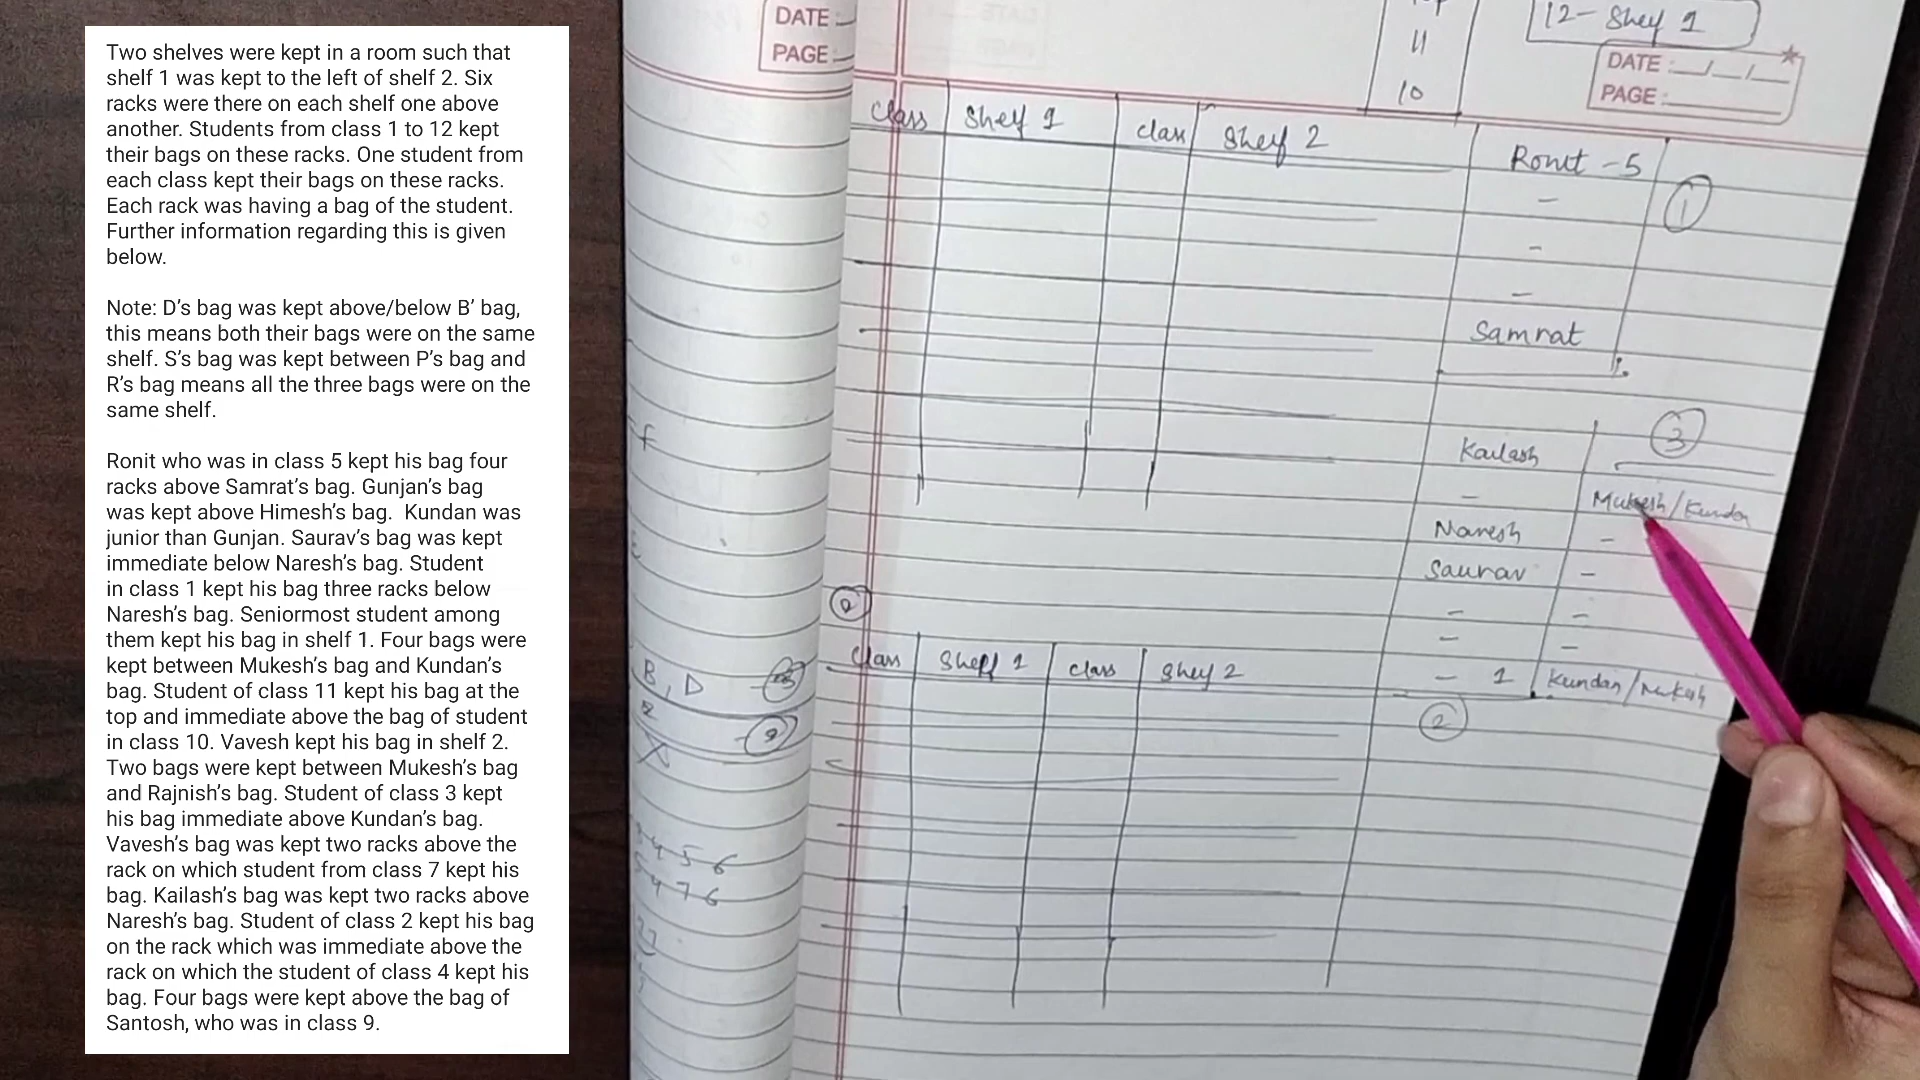 Two shelves were kept in a room such that
shelf 1 was kept to the left of shelf 2. Six
racks were there on each shelf one above
another. Students from class 1 to 12 kept
their bags on these racks. One student from
each class kept their bags on these racks.
Each rack was having a bag of the student.
Further information regarding this is given
below.
Note: D's bag was kept above/below B' bag,
this means both their bags were on the same
shelf. S's bag was kept between P's bag and
R's bag means all the three bags were on the
same shelf.
Ronit who was in class 5 kept his bag four
racks above Samrat's bag. Gunjan's bag
was kept above Himesh's bag. Kundan was
junior than Gunjan. Saurav's bag was kept
immediate below Naresh's bag. Student
in class 1 kept his bag three racks below
Naresh's bag. Seniormost student among
them kept his bag in shelf 1. Four bags were
kept between Mukesh's bag and Kundan's
bag. Student of class 11 kept his bag at the
top and immediate above the bag of student
in class 10. Vavesh kept his bag in shelf 2.
Two bags were kept between Mukesh's bag
and Rajnish's bag. Student of class 3 kept
his bag immediate above Kundan's bag.
Vavesh's bag was kept two racks above the
rack on which student from class 7 kept his
bag. Kailash's bag was kept two racks above
Naresh's bag. Student of class 2 kept his bag
on the rack which was immediate above the
rack on which the student of class 4 kept his
bag. Four bags were kept above the bag of
Santosh, who was in class 9.
DATE :
PAGE :
11
10
12- Shelf 1
DATE : __/__/__
PAGE :
Class Shelf 1 class Shelf 2
Ronit - 5
-
-
-
Samrat
1
Kailash
-
Naresh
Saurav
-
-
- 1
2
3
Mukesh/Kundan
-
-
-
-
Kundan/Mukesh
Class Shelf 1 class Shelf 2
B, D
3 4 5 6
5 4 7 6